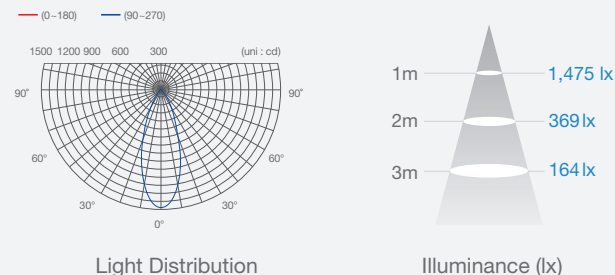 (0~180) (90~270)
1500 1200 900 600 300 (uni : cd)
90° 90°
60° 60°
30° 30°
0°
Light Distribution
1m 1,475 lx
2m 369 lx
3m 164 lx
Illuminance (lx)